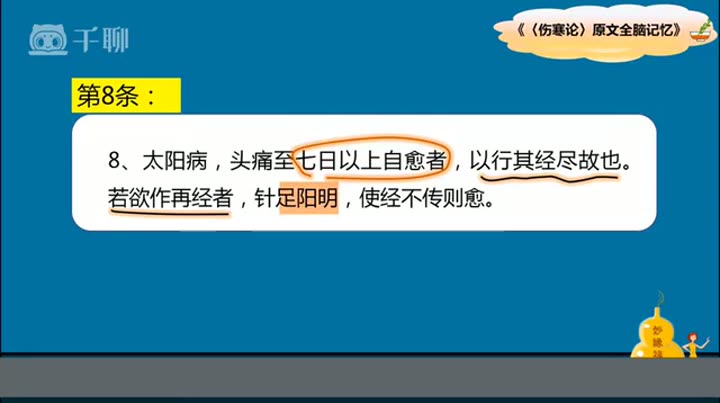 千聊
《〈伤寒论〉原文全脑记忆》
第8条：
8、太阳病，头痛至七日以上自愈者，以行其经尽故也。
若欲作再经者，针足阳明，使经不传则愈。